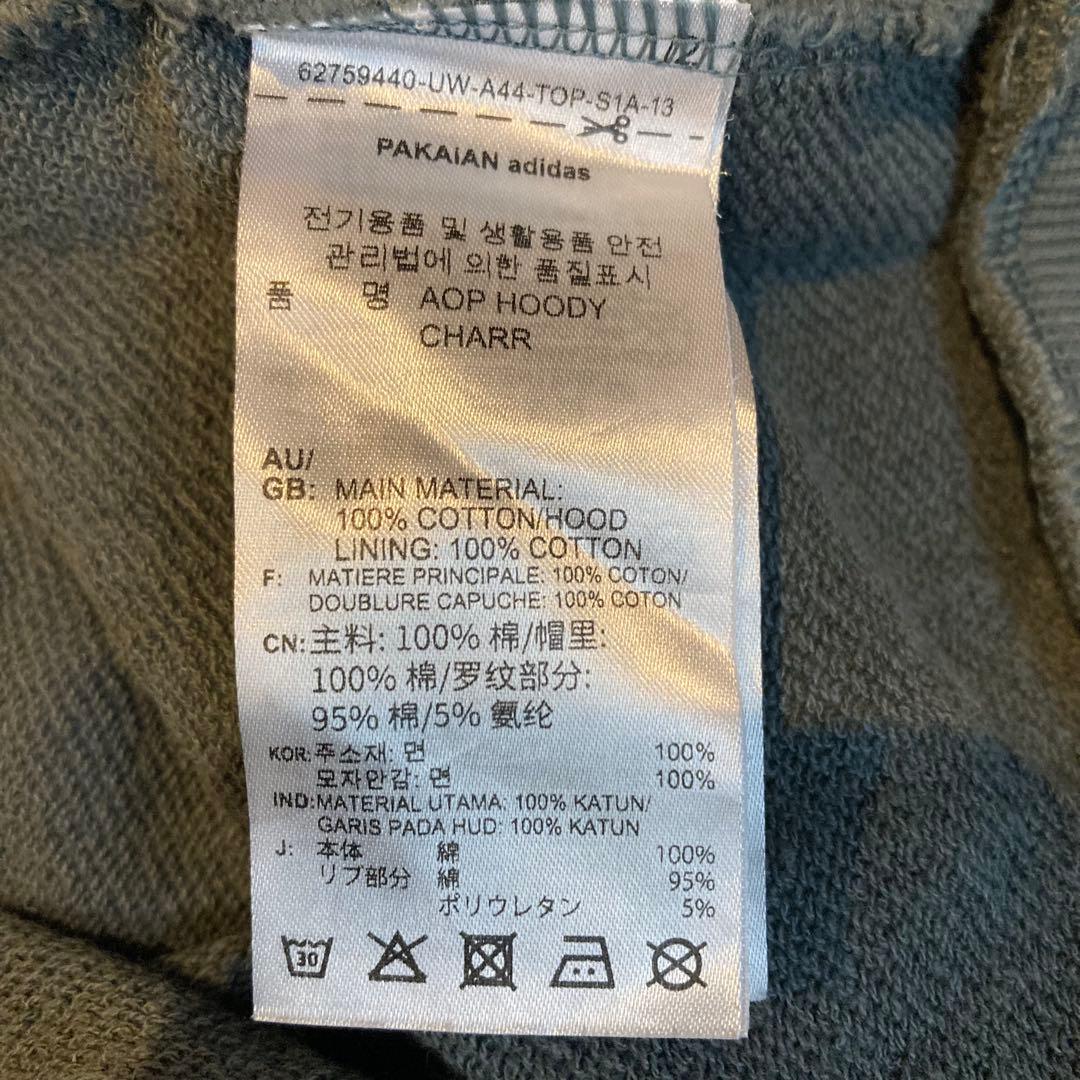 62759440-UW-A44-TOP-S1A-13
PAKAiAN adidas
전기용품 및 생활용품 안전
관리법에 의한 품질표시
품 명 AOP HOODY
CHARR
AU/
GB: MAIN MATERIAL:
100% COTTON/HOOD
LINING: 100% COTTON
F: MATIERE PRINCIPALE: 100% COTON/
DOUBLURE CAPUCHE: 100% COTON
CN: 主料: 100% 棉/帽里:
100% 棉/罗纹部分:
95% 棉/5% 氨纶
KOR: 주소재: 면 100%
모자안감: 면 100%
IND: MATERIAL UTAMA: 100% KATUN/
GARIS PADA HUD: 100% KATUN
J: 本体 綿 100%
リブ部分 綿 95%
ポリウレタン 5%
30